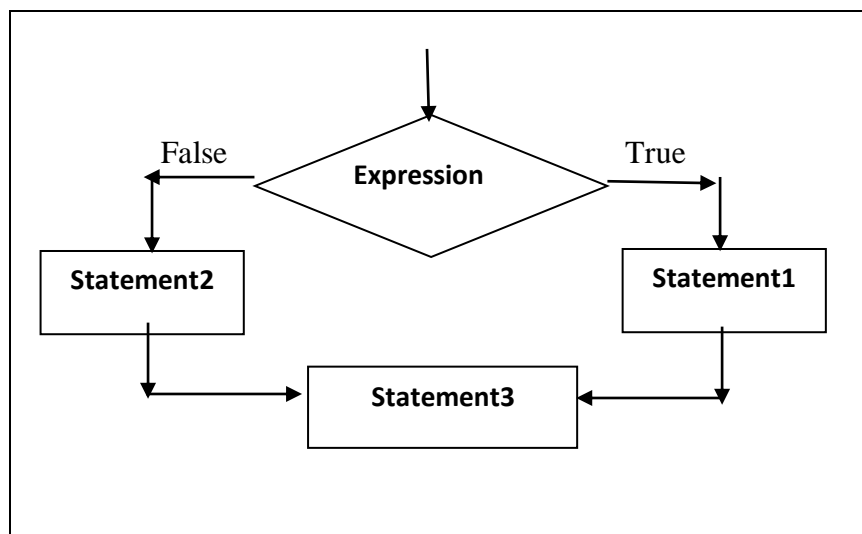 False
True
Expression
Statement2
Statement1
Statement3